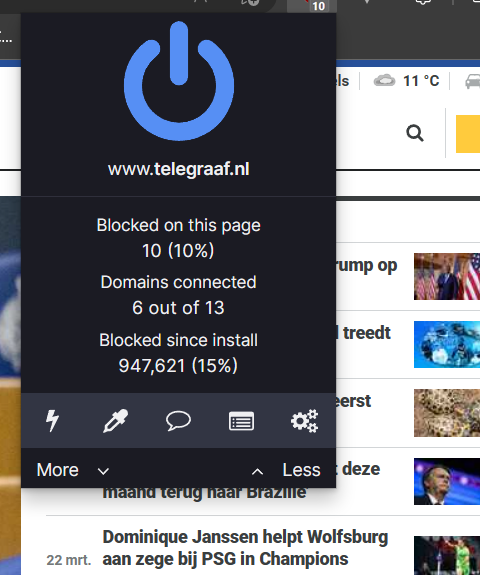 10
els
11 °C
www.telegraaf.nl
Blocked on this page
10 (10%)
Domains connected
6 out of 13
Blocked since install
947,621 (15%)
More
Less
rump op
treedt
eerst
deze
maand terug naar Brazilië
Dominique Janssen helpt Wolfsburg
22 mrt.
aan zege bij PSG in Champions